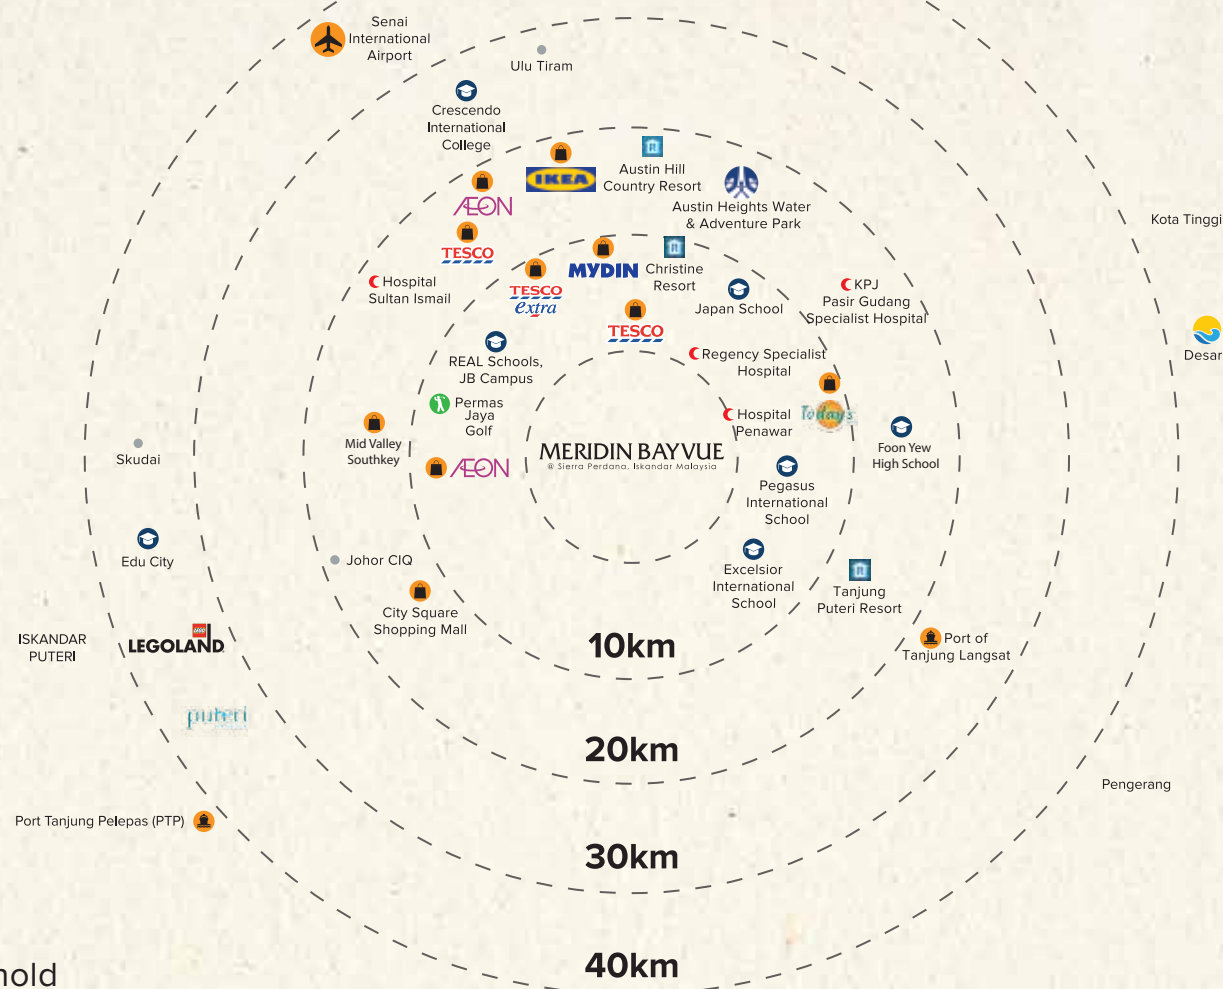 Senai
International
Airport
Ulu Tiram
Crescendo
International
College
IKEA
Austin Hill
Country Resort
AEON
Austin Heights Water
& Adventure Park
Kota Tinggi
TESCO
MYDIN
Christine
Resort
Hospital
Sultan Ismail
TESCO
extra
Japan School
KPJ
Pasir Gudang
Specialist Hospital
TESCO
Desar
REAL Schools,
JB Campus
Regency Specialist
Hospital
Permas
Jaya
Golf
Hospital
Penawar
Today's
Mid Valley
Southkey
Foon Yew
High School
Skudai
AEON
MERIDIN BAYVUE
@ Sierra Perdana, Iskandar Malaysia
Pegasus
International
School
Edu City
Johor CIQ
Excelsior
International
School
Tanjung
Puteri Resort
City Square
Shopping Mall
ISKANDAR
PUTERI
LEGO
LEGOLAND
10km
Port of
Tanjung Langsat
puteri
20km
Pengerang
Port Tanjung Pelepas (PTP)
30km
40km
nold